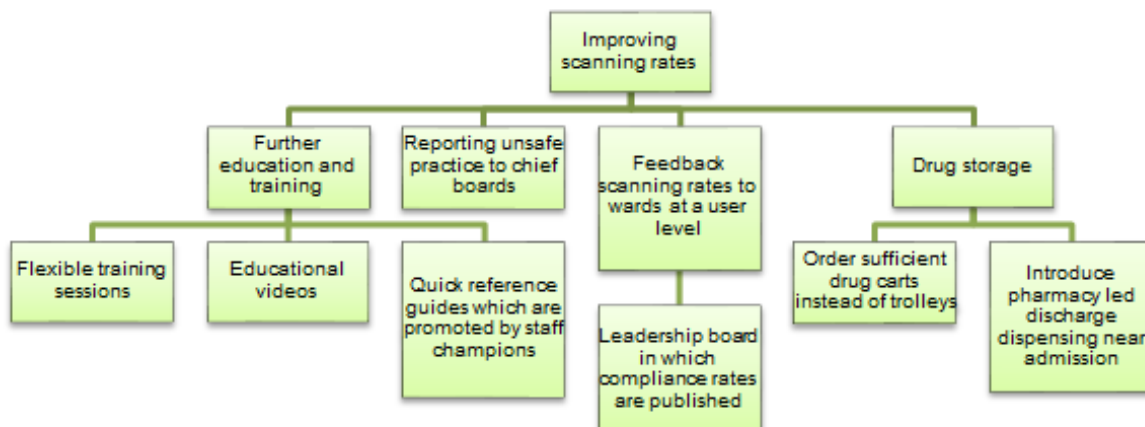 Improving
scanning rates
Further
education and
training
Reporting unsafe
practice to chief
boards
Feedback
scanning rates to
wards at a user
level
Drug storage
Flexible training
sessions
Educational
videos
Quick reference
guides which are
promoted by staff
champions
Leadership board
in which
compliance rates
are published
Order sufficient
drug carts
instead of trolleys
Introduce
pharmacy led
discharge
dispensing near
admission